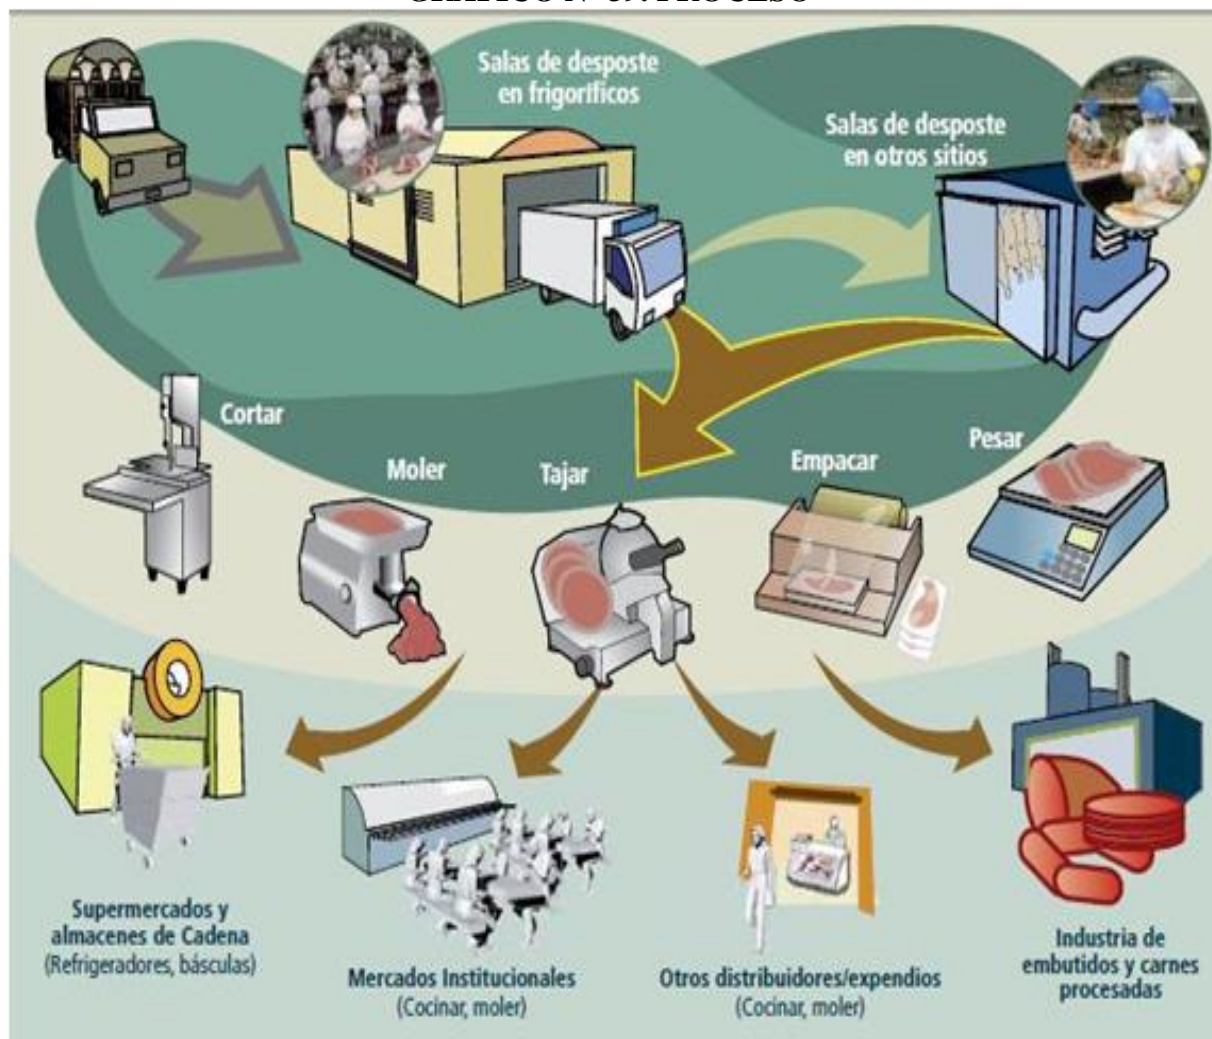 Salas de desposte
en frigoríficos
Salas de desposte
en otros sitios
Cortar
Moler
Tajar
Empacar
Pesar
Supermercados y
almacenes de Cadena
(Refrigeradores, básculas)
Mercados Institucionales
(Cocinar, moler)
Otros distribuidores/expendios
(Cocinar, moler)
Industria de
embutidos y carnes
procesadas